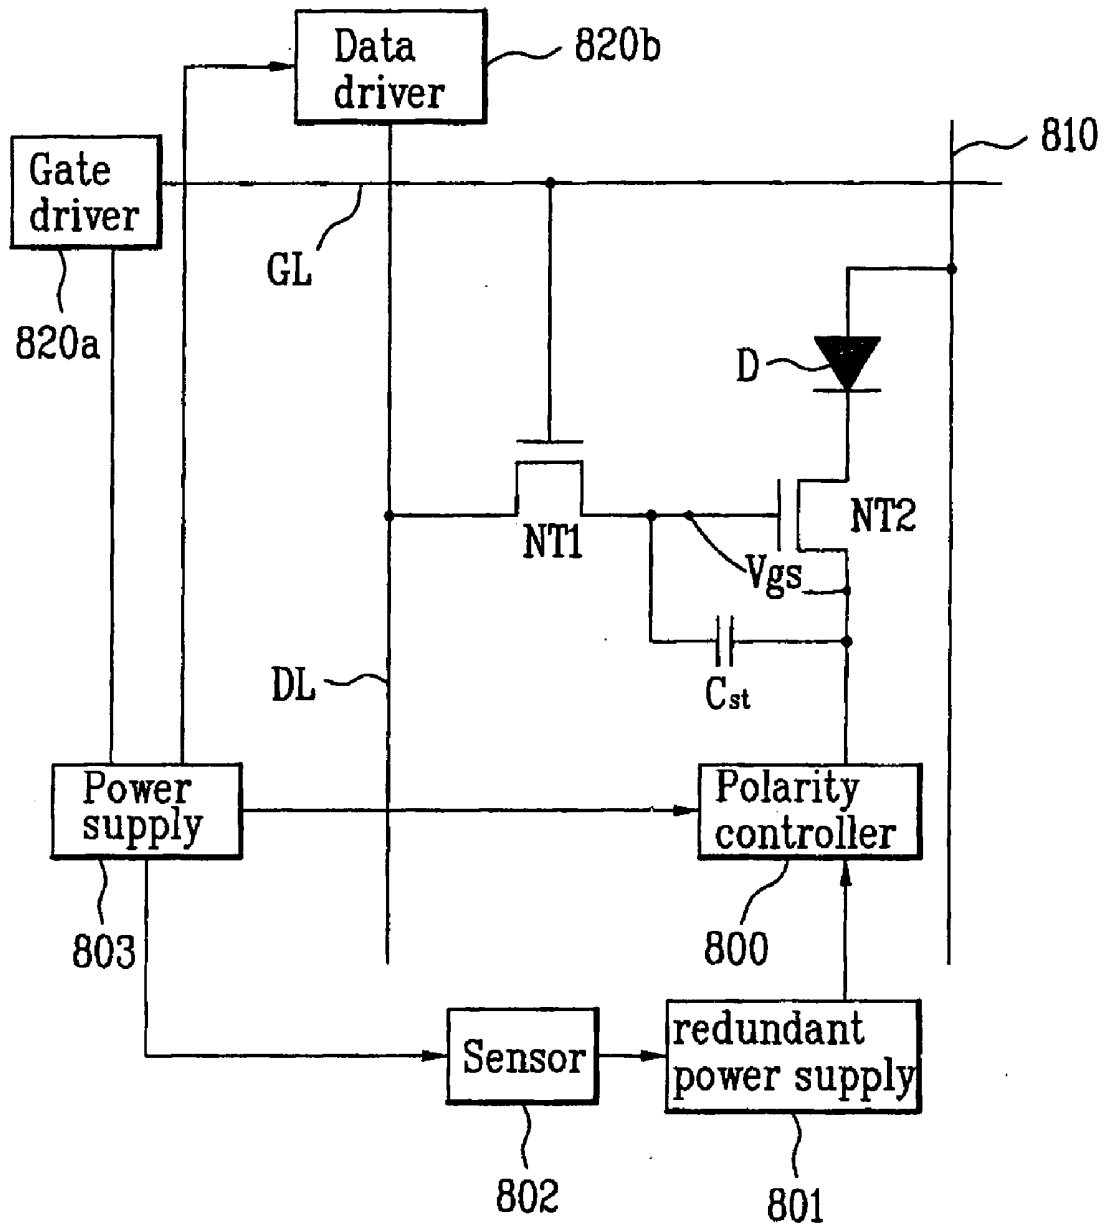 Data
driver
820b
810
Gate
driver
GL
820a
D
NT1
NT2
Vgs
DL
Cst
Power
supply
Polarity
controller
803
800
Sensor
redundant
power supply
802
801